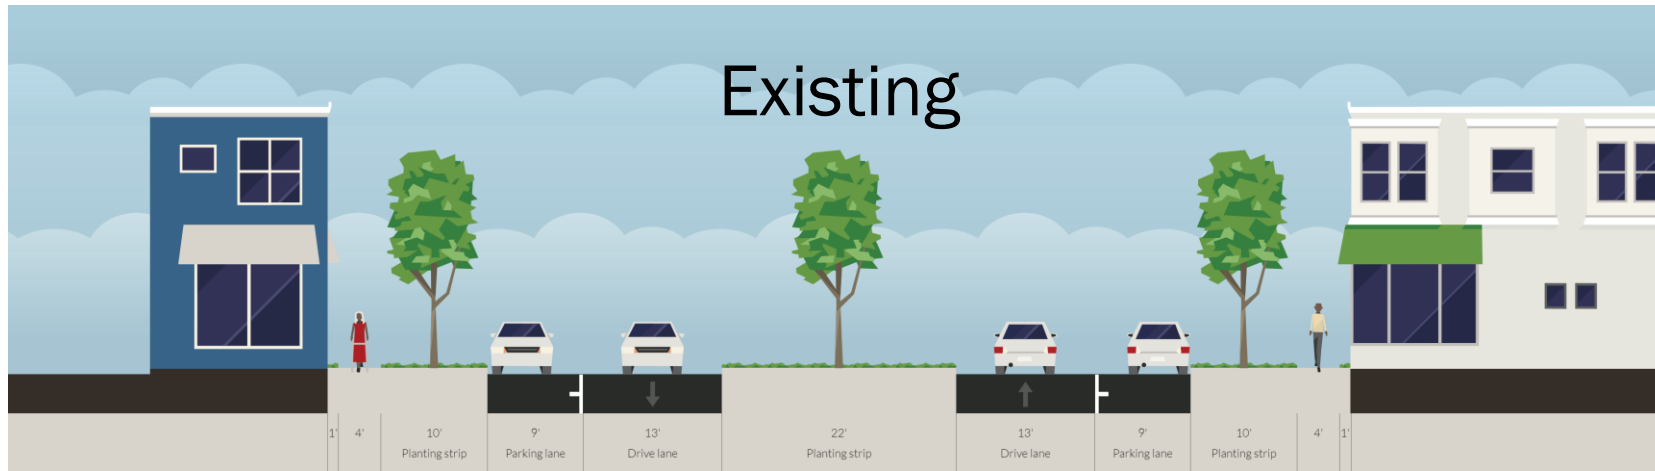 Existing
1' 4' 10' 9' 13' 22' 13' 9' 10' 4' 1'
Planting strip Parking lane Drive lane Planting strip Drive lane Parking lane Planting strip